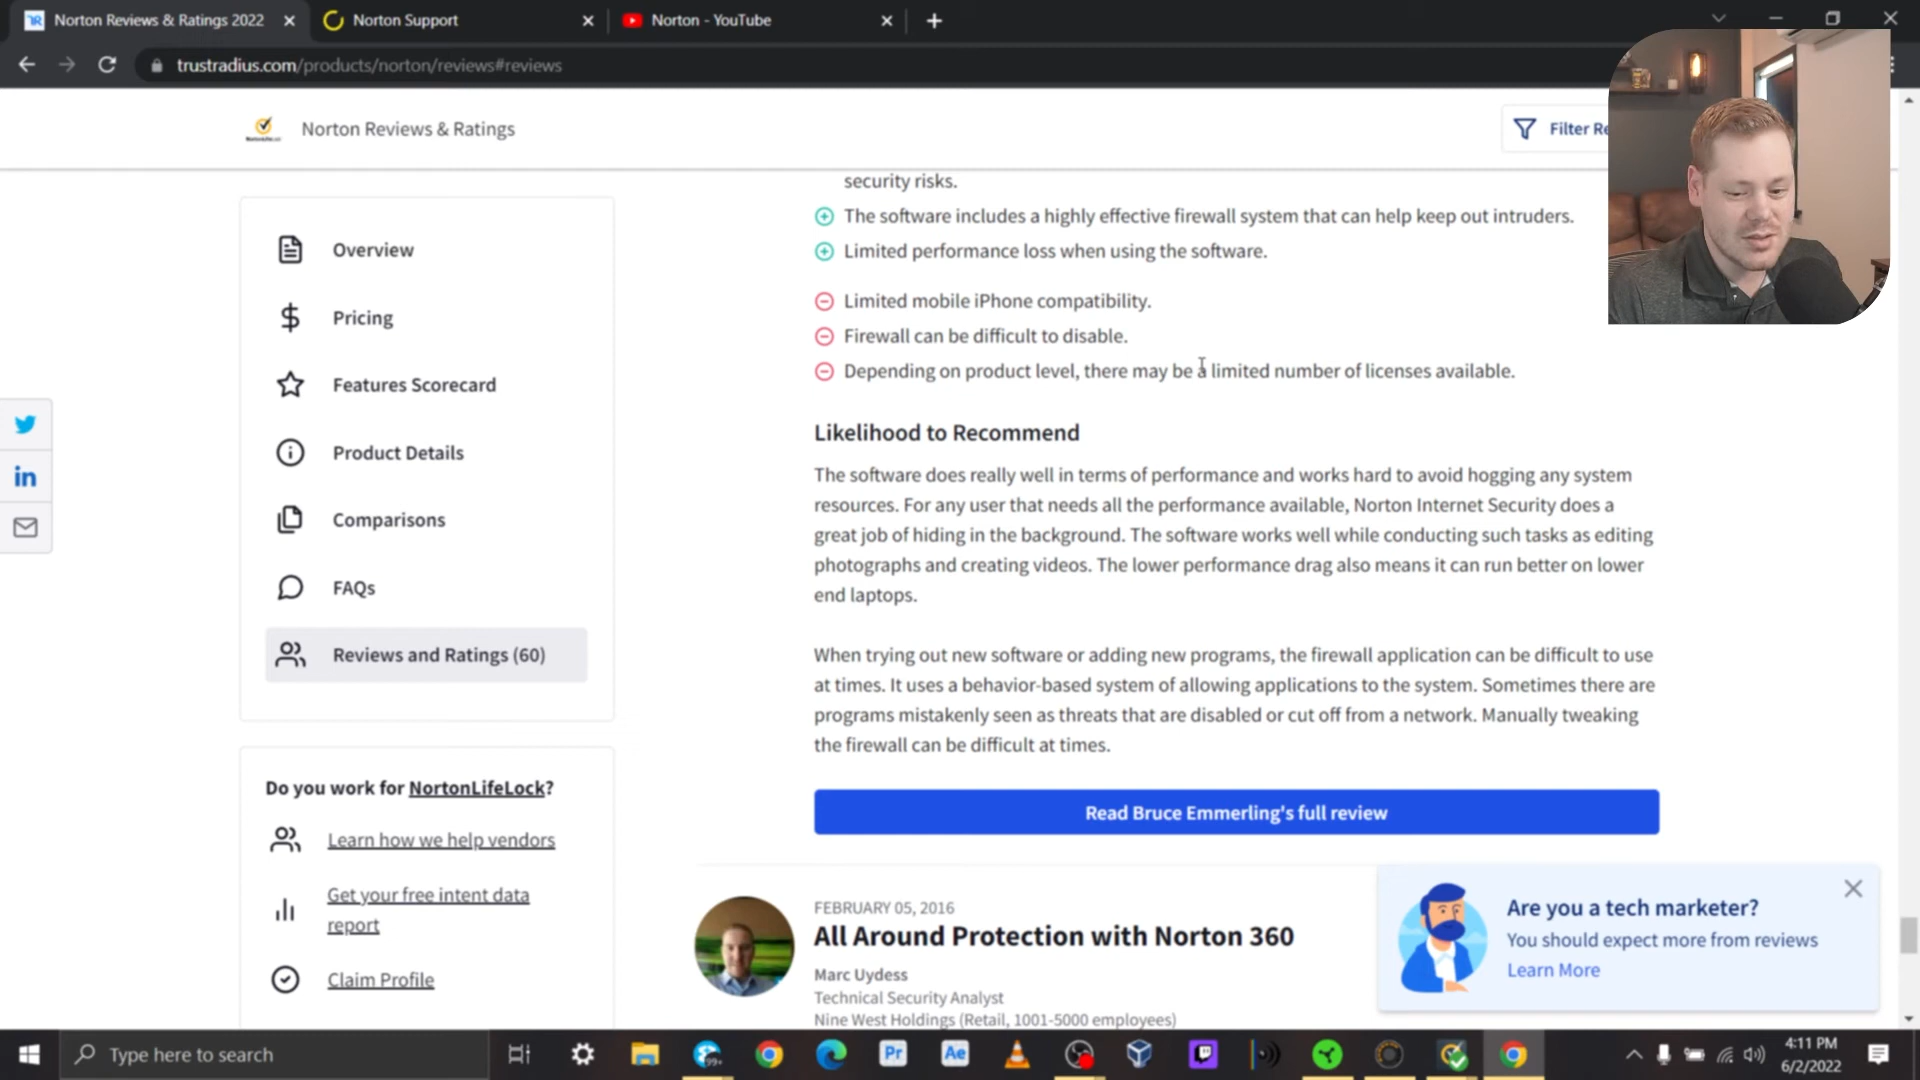 Norton Reviews & Ratings 2022
Norton Support
Norton - YouTube
trustradius.com/products/norton/reviews#reviews
Norton Reviews & Ratings
Filter Re
security risks.
The software includes a highly effective firewall system that can help keep out intruders.
Limited performance loss when using the software.
Limited mobile iPhone compatibility.
Firewall can be difficult to disable.
Depending on product level, there may be a limited number of licenses available.
Overview
Pricing
Features Scorecard
Product Details
Comparisons
FAQs
Reviews and Ratings (60)
Likelihood to Recommend
The software does really well in terms of performance and works hard to avoid hogging any system
resources. For any user that needs all the performance available, Norton Internet Security does a
great job of hiding in the background. The software works well while conducting such tasks as editing
photographs and creating videos. The lower performance drag also means it can run better on lower
end laptops.
When trying out new software or adding new programs, the firewall application can be difficult to use
at times. It uses a behavior-based system of allowing applications to the system. Sometimes there are
programs mistakenly seen as threats that are disabled or cut off from a network. Manually tweaking
the firewall can be difficult at times.
Read Bruce Emmerling's full review
Do you work for NortonLifeLock?
Learn how we help vendors
Get your free intent data
report
Claim Profile
FEBRUARY 05, 2016
All Around Protection with Norton 360
Marc Uydess
Technical Security Analyst
Nine West Holdings (Retail, 1001-5000 employees)
Are you a tech marketer?
You should expect more from reviews
Learn More
in
Type here to search
99+
Pr
Ae
4:11 PM
6/2/2022